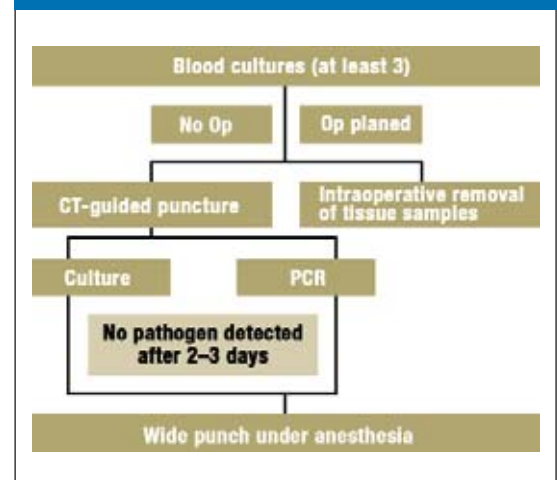 Blood cultures (at least 3)
No Op
Op planed
CT-guided puncture
Intraoperative removal
of tissue samples
Culture
PCR
No pathogen detected
after 2–3 days
Wide punch under anesthesia